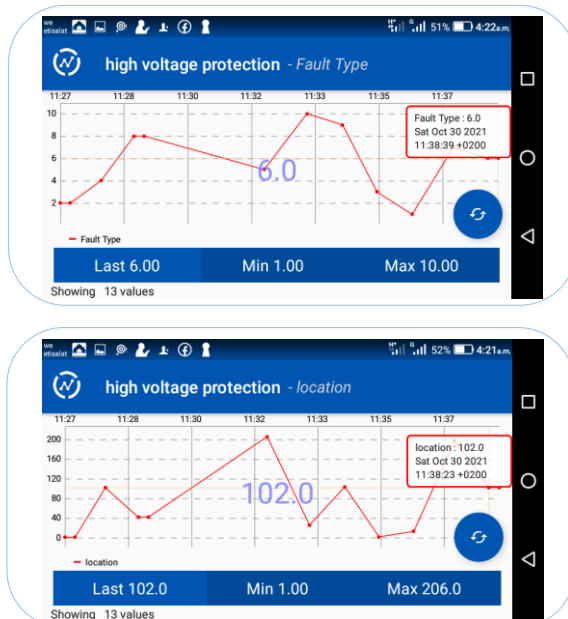 we
etisalat
H+
G
51%
4:22a.m.
high voltage protection - Fault Type
11:27 11:28 11:30 11:32 11:33 11:35 11:37
10
8
6
4
2
6.0
Fault Type : 6.0
Sat Oct 30 2021
11:38:39 +0200
Fault Type
Last 6.00 Min 1.00 Max 10.00
Showing 13 values
we
etisalat
H+
G
52%
4:21a.m.
high voltage protection - location
11:27 11:28 11:30 11:32 11:33 11:35 11:37
200
160
120
80
40
0
102.0
location : 102.0
Sat Oct 30 2021
11:38:23 +0200
location
Last 102.0 Min 1.00 Max 206.0
Showing 13 values